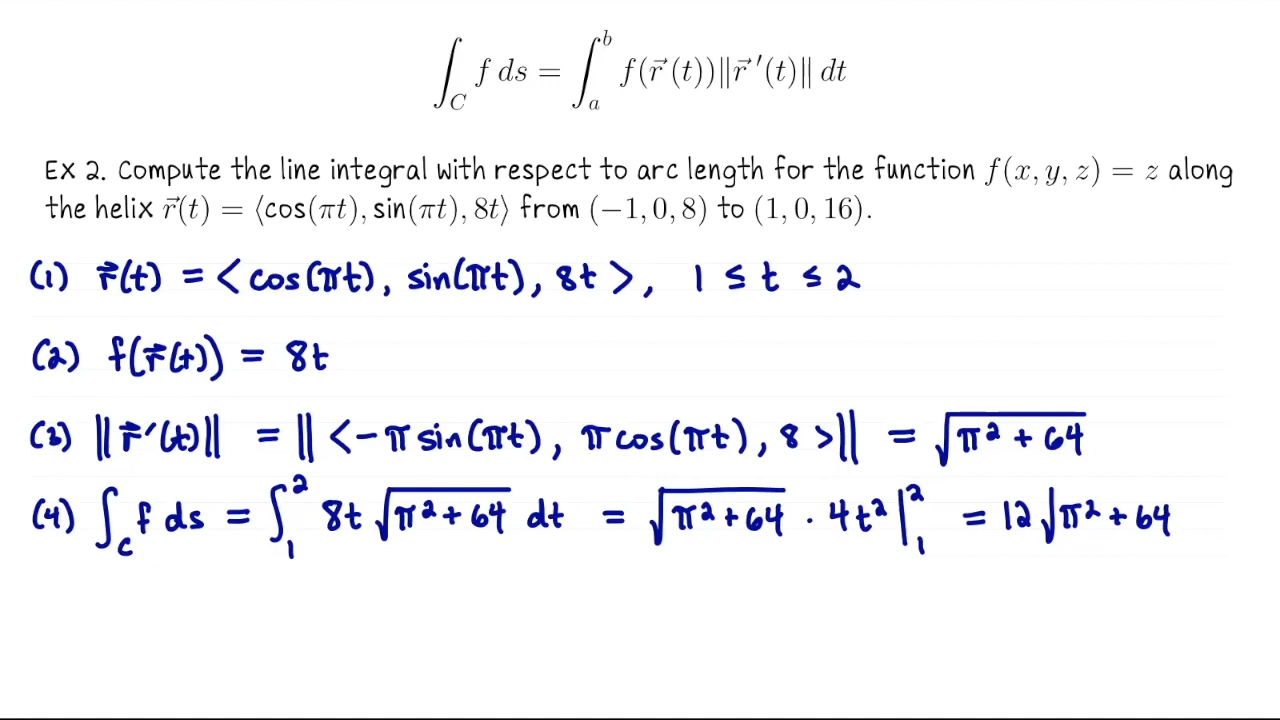 ∫_C f ds = ∫_a^b f(r⃗(t))‖r⃗ ′(t)‖ dt
Ex 2. Compute the line integral with respect to arc length for the function f(x, y, z) = z along
the helix r⃗(t) = ⟨cos(πt), sin(πt), 8t⟩ from (−1, 0, 8) to (1, 0, 16).
(1) r⃗(t) = <cos(πt), sin(πt), 8t>, 1 ≤ t ≤ 2
(2) f(r⃗(t)) = 8t
(3) ‖r⃗′(t)‖ = ‖<-π sin(πt), π cos(πt), 8>‖ = √(π² + 64)
(4) ∫_C f ds = ∫_1^2 8t √(π² + 64) dt = √(π² + 64) · 4t² |_1^2 = 12 √π² + 64